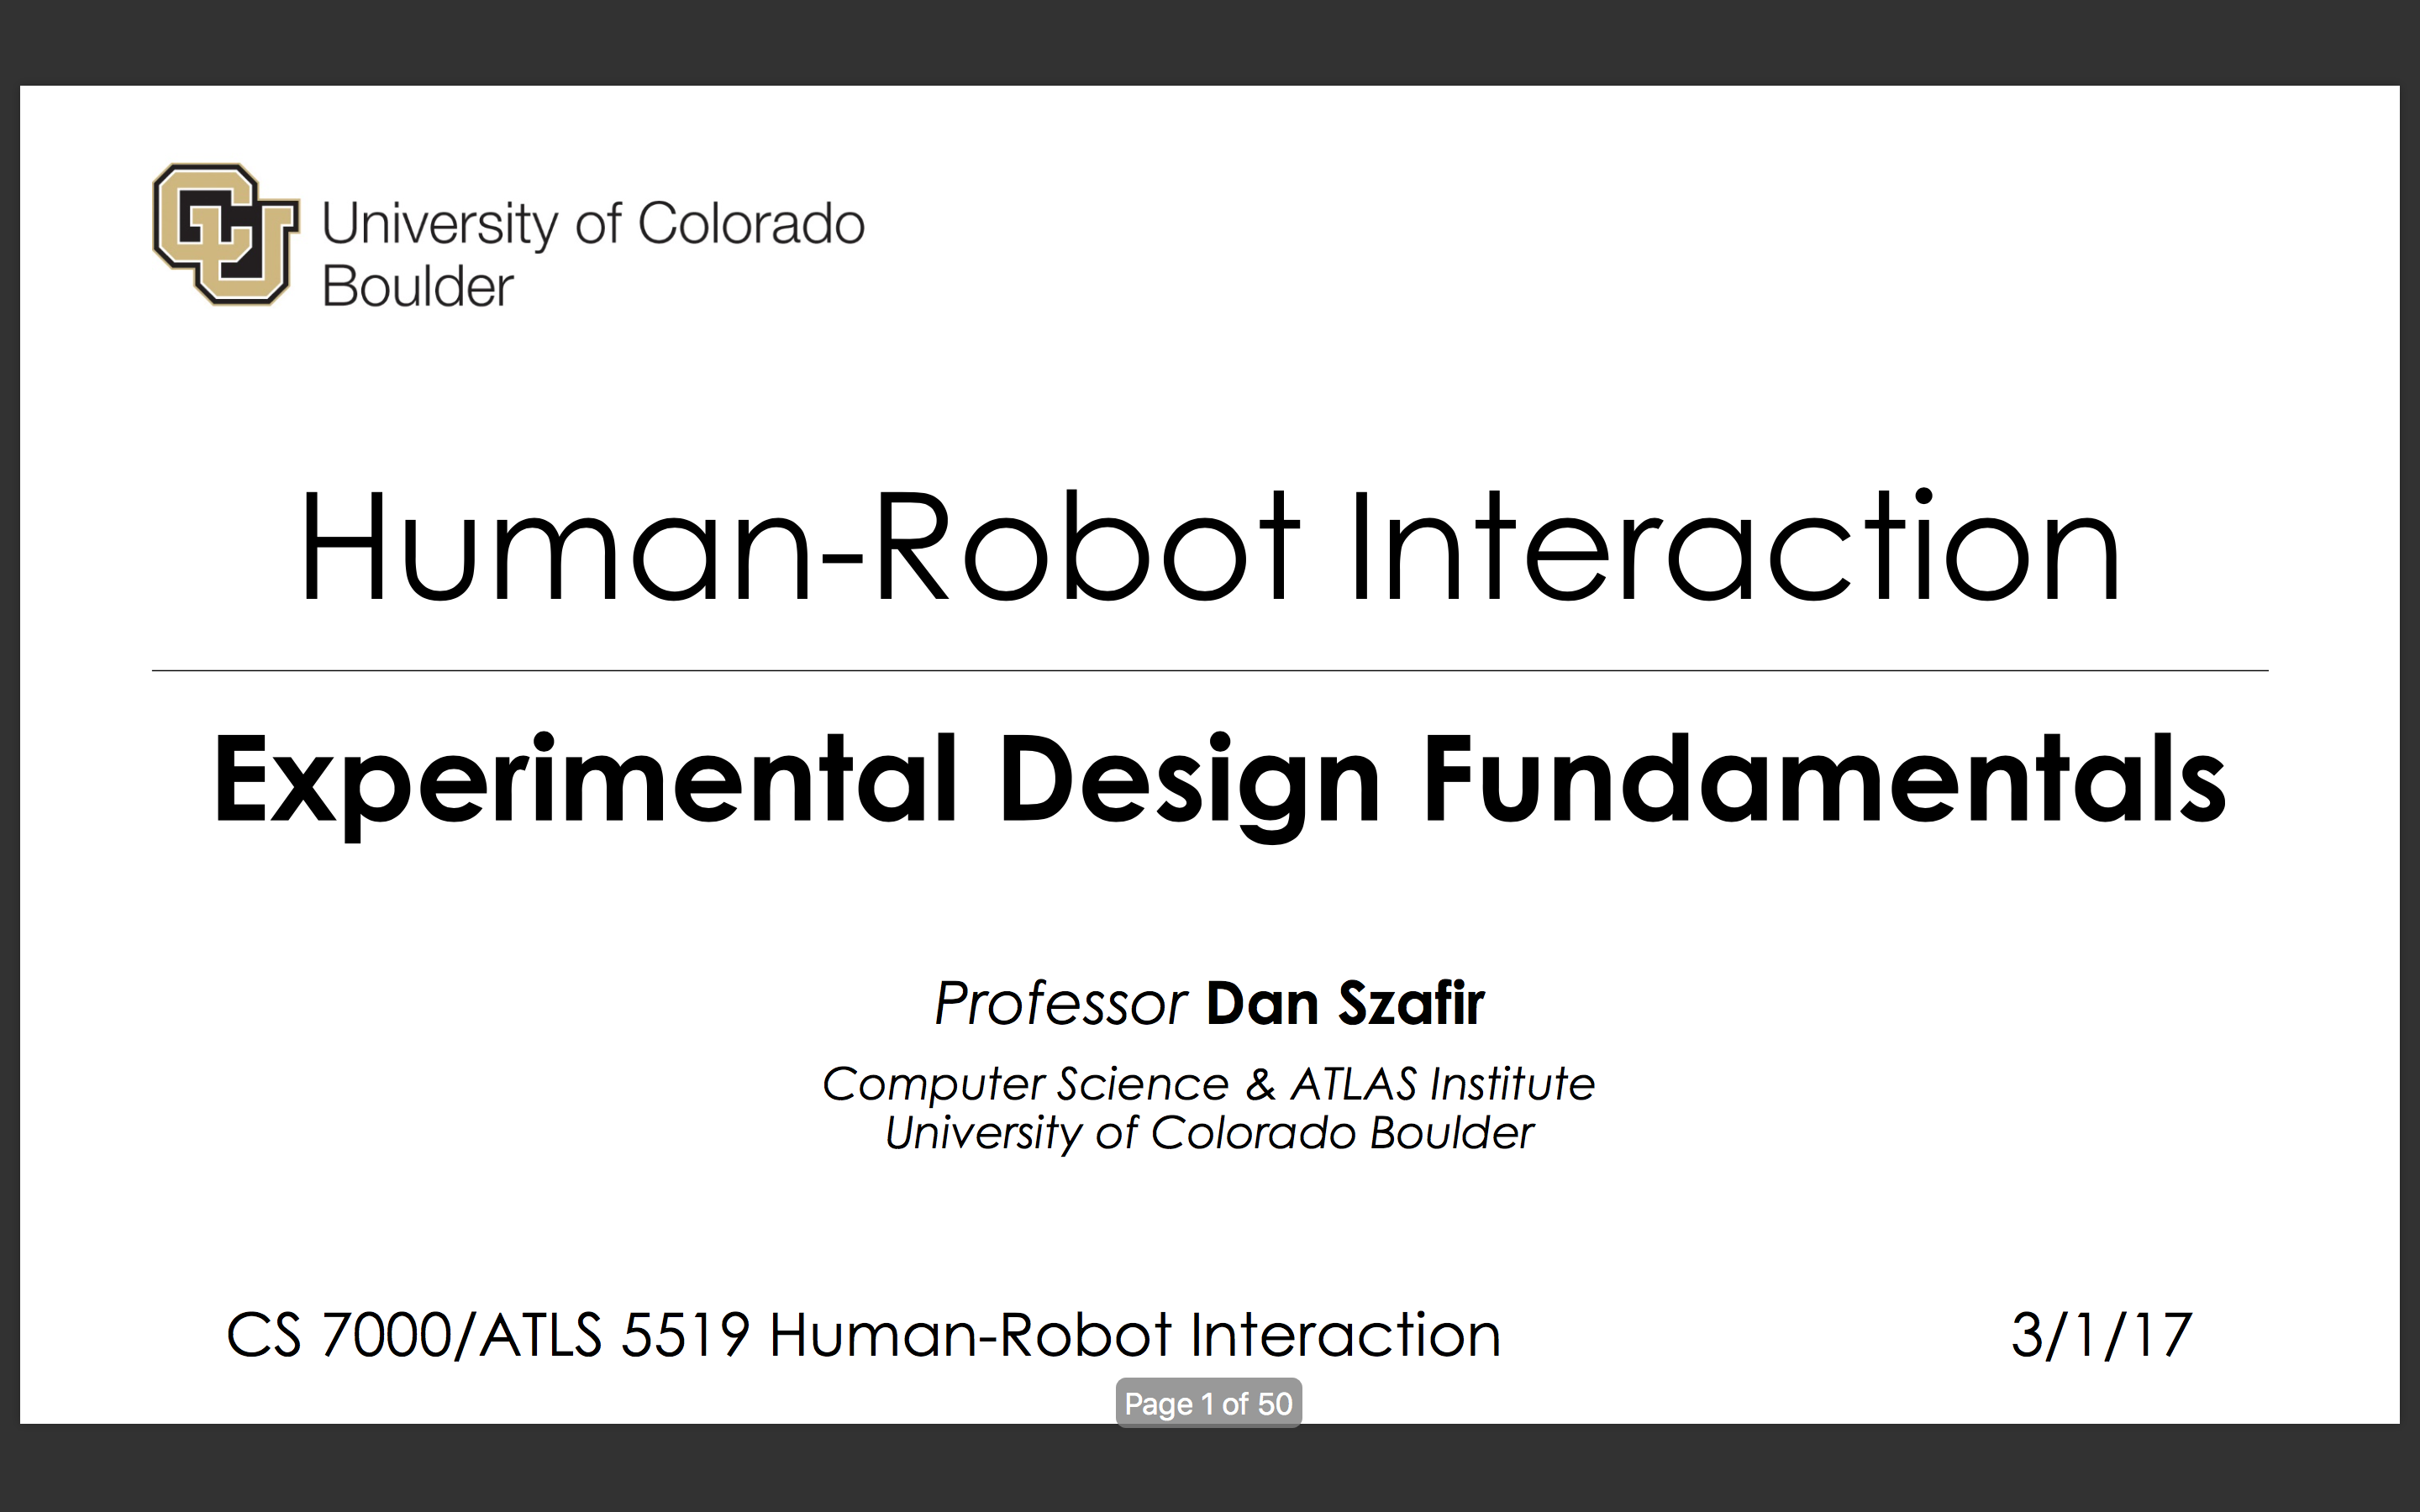 CU
University of Colorado
Boulder
Human-Robot Interaction
Experimental Design Fundamentals
Professor Dan Szafir
Computer Science & ATLAS Institute
University of Colorado Boulder
CS 7000/ATLS 5519 Human-Robot Interaction 3/1/17
Page 1 of 50